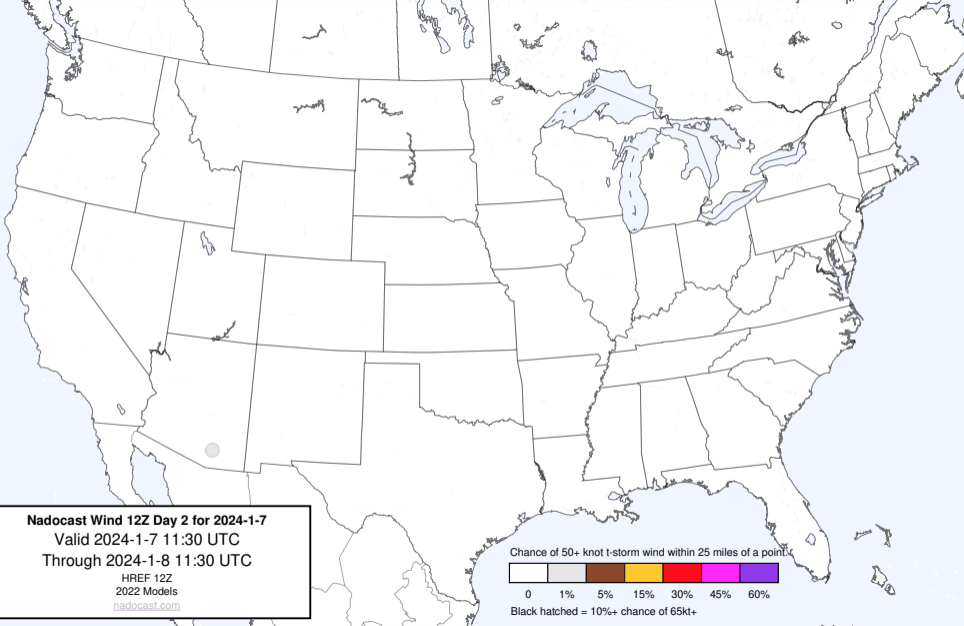 Nadocast Wind 12Z Day 2 for 2024-1-7
Valid 2024-1-7 11:30 UTC
Through 2024-1-8 11:30 UTC
HREF 12Z
2022 Models
nadocast.com
Chance of 50+ knot t-storm wind within 25 miles of a point.
0 1% 5% 15% 30% 45% 60%
Black hatched = 10%+ chance of 65kt+